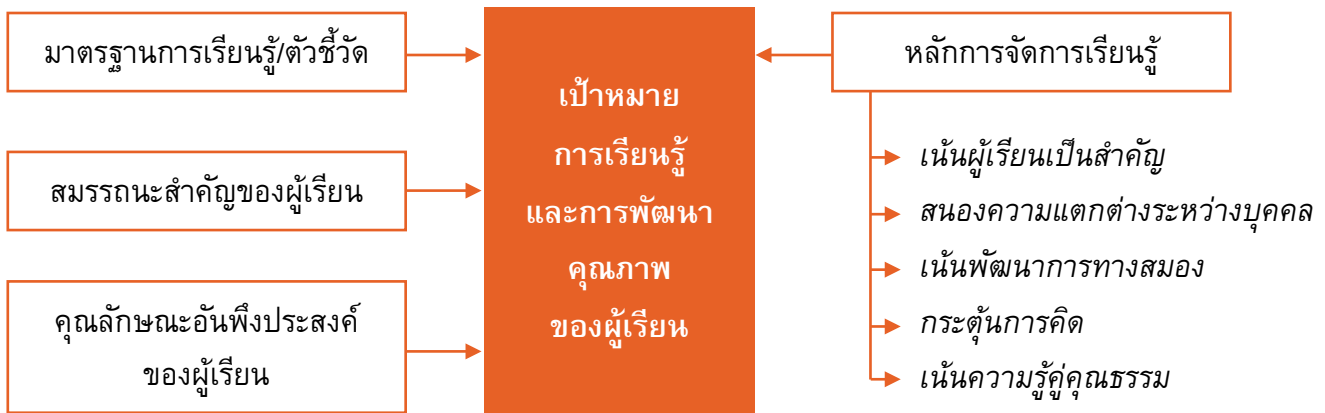 มาตรฐานการเรียนรู้/ตัวชี้วัด
สมรรถนะสำคัญของผู้เรียน
คุณลักษณะอันพึงประสงค์
ของผู้เรียน
เป้าหมาย
การเรียนรู้
และการพัฒนา
คุณภาพ
ของผู้เรียน
หลักการจัดการเรียนรู้
เน้นผู้เรียนเป็นสำคัญ
สนองความแตกต่างระหว่างบุคคล
เน้นพัฒนาการทางสมอง
กระตุ้นการคิด
เน้นความรู้คู่คุณธรรม